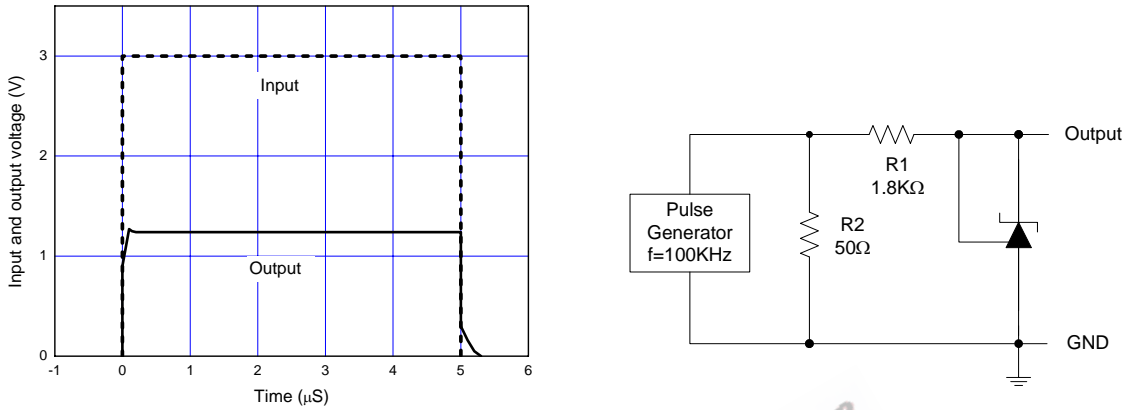 Input and output voltage (V)
3
2
1
0
Input
Output
-1 0 1 2 3 4 5 6
Time (μS)
Pulse
Generator
f=100KHz
R1
1.8KΩ
R2
50Ω
Output
GND